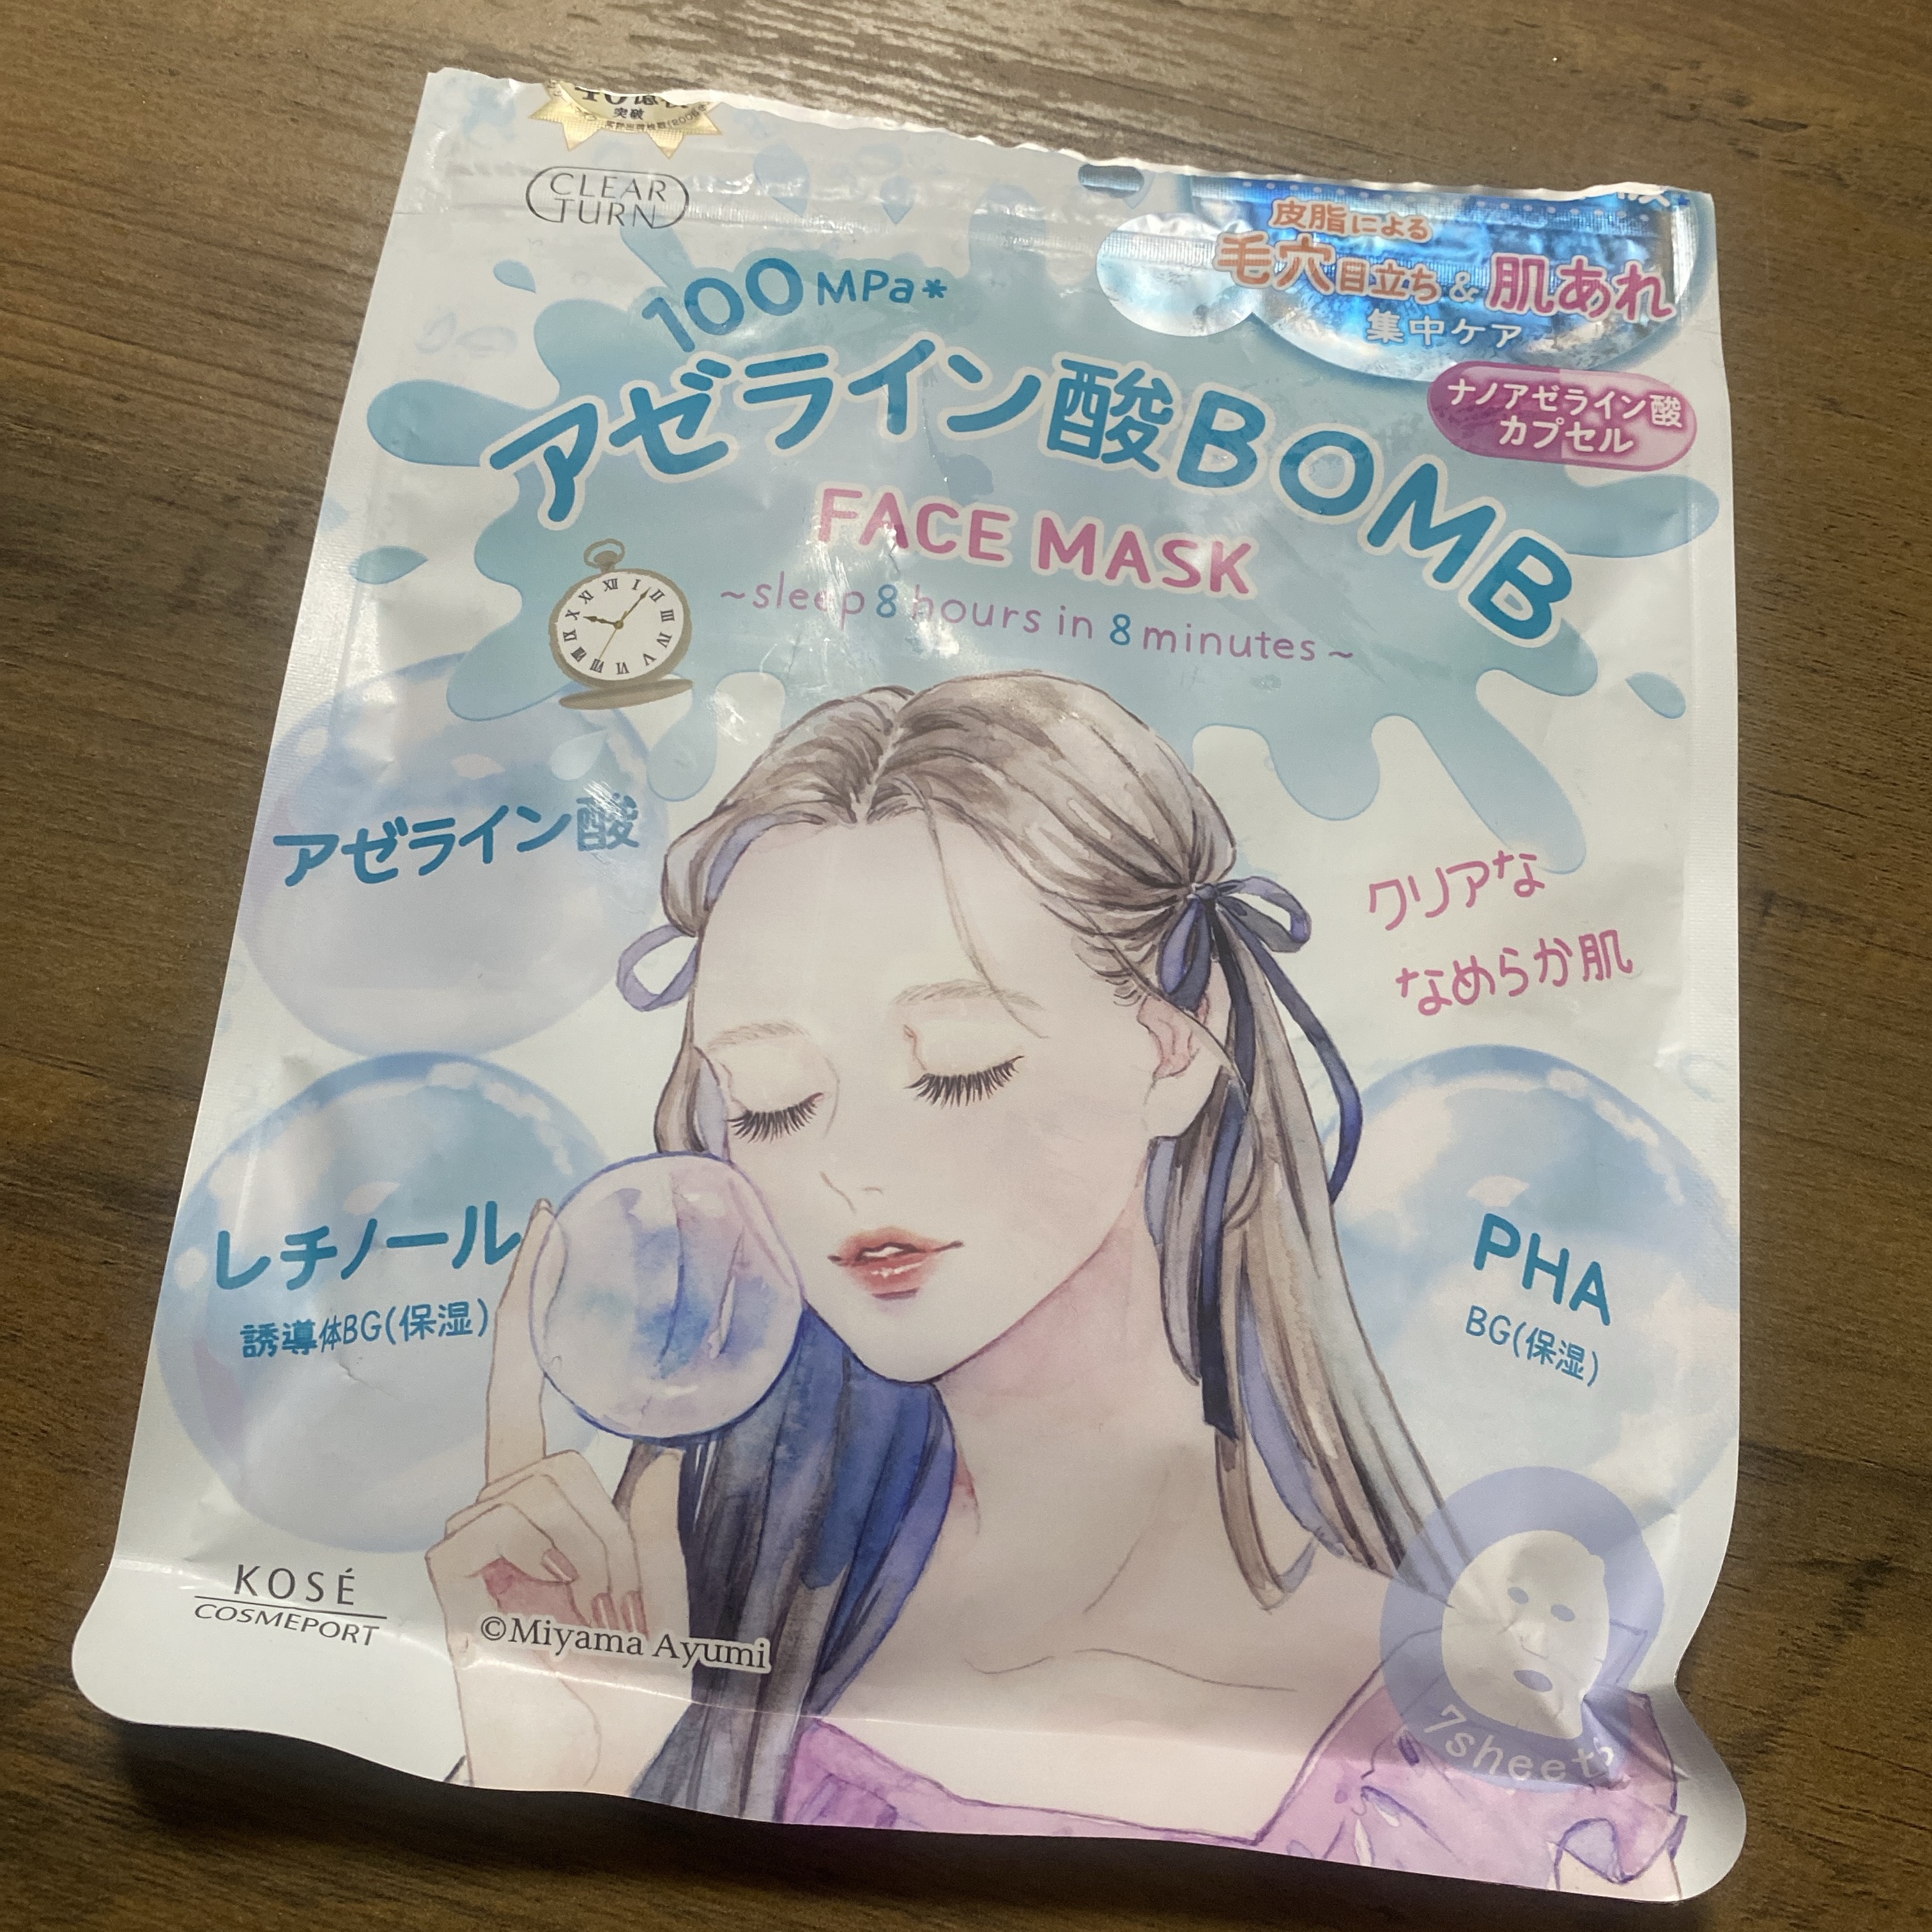 突破
CLEAR
TURN
皮脂による
毛穴目立ち&肌あれ
集中ケア
ナノアゼライン酸
カプセル
100MPa*
アゼライン酸BOMB
FACE MASK
~sleep 8 hours in 8 minutes~
アゼライン酸
クリアな
なめらか肌
レチノール
誘導体BG(保湿)
PHA
BG(保湿)
KOSÉ
COSMEPORT
©Miyama Ayumi
7sheets